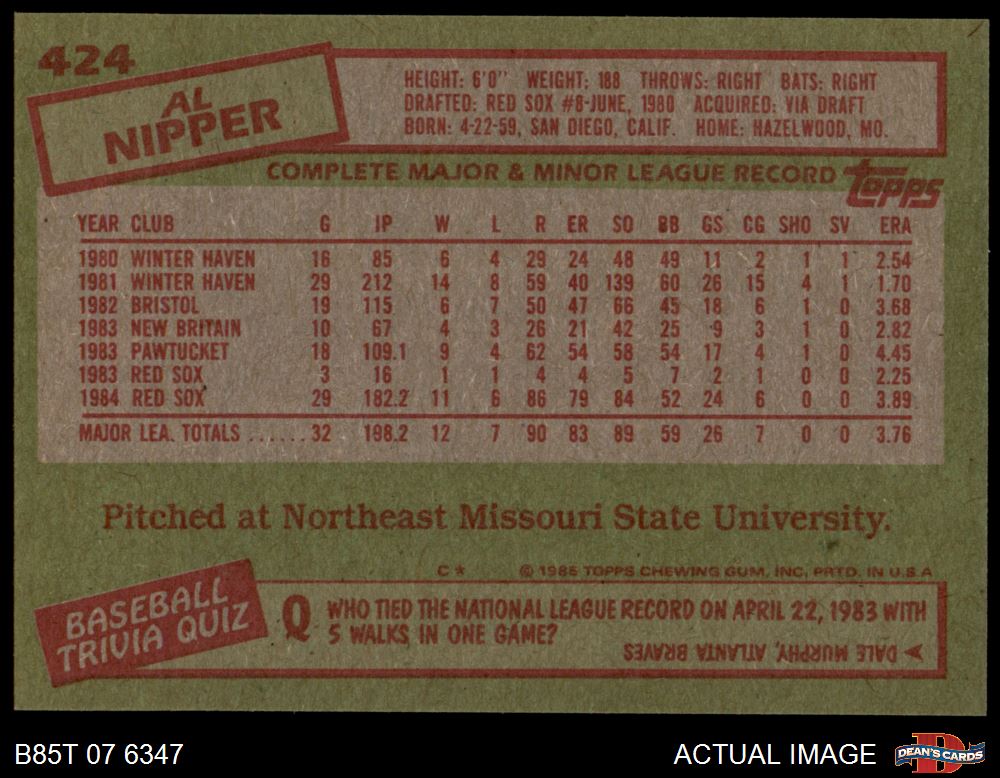 424
AL
NIPPER
HEIGHT: 6'0" WEIGHT: 188 THROWS: RIGHT BATS: RIGHT
DRAFTED: RED SOX #8-JUNE, 1980 ACQUIRED: VIA DRAFT
BORN: 4-22-59, SAN DIEGO, CALIF. HOME: HAZELWOOD, MO.
COMPLETE MAJOR & MINOR LEAGUE RECORD topps
YEAR CLUB G IP W L R ER SO BB GS CG SHO SV ERA
1980 WINTER HAVEN 16 85 6 4 29 24 48 49 11 2 1 1 2.54
1981 WINTER HAVEN 29 212 14 8 59 40 139 60 26 15 4 1 1.70
1982 BRISTOL 19 115 6 7 50 47 66 45 18 6 1 0 3.68
1983 NEW BRITAIN 10 67 4 3 26 21 42 25 9 3 1 0 2.82
1983 PAWTUCKET 18 109.1 9 4 62 54 58 54 17 4 1 0 4.45
1983 RED SOX 3 16 1 1 4 4 5 7 2 1 0 0 2.25
1984 RED SOX 29 182.2 11 6 86 79 84 52 24 6 0 0 3.89
MAJOR LEA. TOTALS ...... 32 198.2 12 7 90 83 89 59 26 7 0 0 3.76
Pitched at Northeast Missouri State University.
C* © 1985 TOPPS CHEWING GUM, INC. PRTD. IN U.S.A
BASEBALL
TRIVIA QUIZ
Q WHO TIED THE NATIONAL LEAGUE RECORD ON APRIL 22, 1983 WITH
5 WALKS IN ONE GAME?
DALE MURPHY, ATLANTA BRAVES
B85T 07 6347 ACTUAL IMAGE DEAN'S CARDS